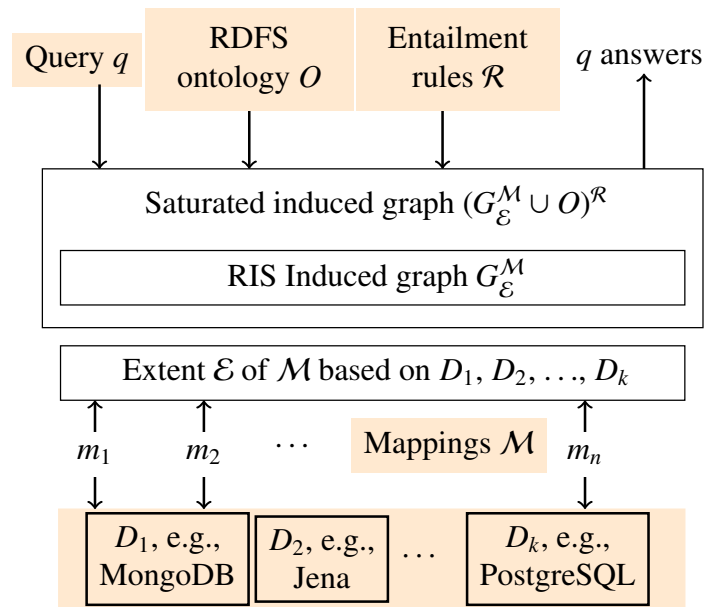 Query q
RDFS
ontology O
Entailment
rules ℛ
q answers
Saturated induced graph (G_ℰ^ℳ ∪ O)^ℛ
RIS Induced graph G_ℰ^ℳ
Extent ℰ of ℳ based on D₁, D₂, …, Dₖ
m₁ m₂ ⋯ Mappings ℳ mₙ
D₁, e.g.,
MongoDB
D₂, e.g.,
Jena
⋯
Dₖ, e.g.,
PostgreSQL